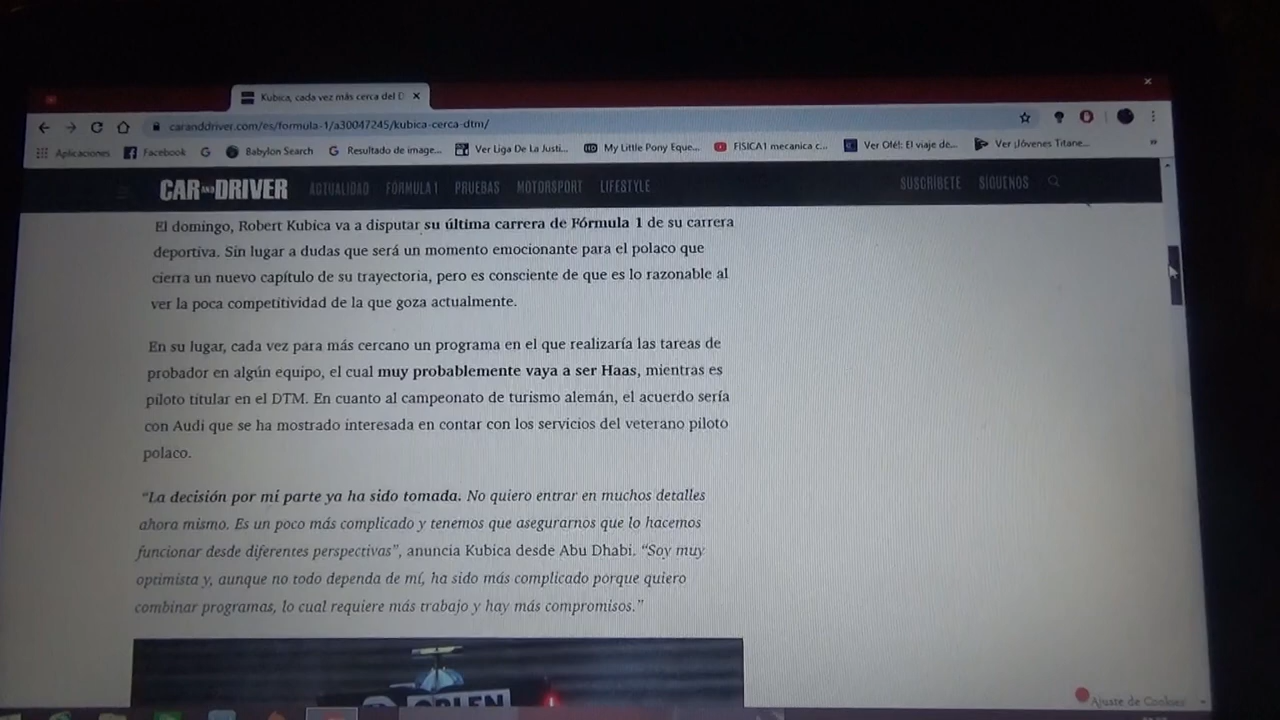 Kubica, cada vez más cerca del D
caranddriver.com/es/formula-1/a30047245/kubica-cerca-dtm/
Aplicaciones Facebook Babylon Search Resultado de image... Ver Liga De La Justi... My Little Pony Eque... FISICA1 mecanica c... Ver Olé!: El viaje de... Ver ¡Jóvenes Titane...
CAR AND DRIVER ACTUALIDAD FÓRMULA 1 PRUEBAS MOTORSPORT LIFESTYLE SUSCRÍBETE SÍGUENOS
El domingo, Robert Kubica va a disputar su última carrera de Fórmula 1 de su carrera
deportiva. Sin lugar a dudas que será un momento emocionante para el polaco que
cierra un nuevo capítulo de su trayectoria, pero es consciente de que es lo razonable al
ver la poca competitividad de la que goza actualmente.
En su lugar, cada vez para más cercano un programa en el que realizaría las tareas de
probador en algún equipo, el cual muy probablemente vaya a ser Haas, mientras es
piloto titular en el DTM. En cuanto al campeonato de turismo alemán, el acuerdo sería
con Audi que se ha mostrado interesada en contar con los servicios del veterano piloto
polaco.
“La decisión por mi parte ya ha sido tomada. No quiero entrar en muchos detalles
ahora mismo. Es un poco más complicado y tenemos que asegurarnos que lo hacemos
funcionar desde diferentes perspectivas”, anuncia Kubica desde Abu Dhabi. “Soy muy
optimista y, aunque no todo dependa de mí, ha sido más complicado porque quiero
combinar programas, lo cual requiere más trabajo y hay más compromisos.”
ORLEN
Ajuste de Cookies